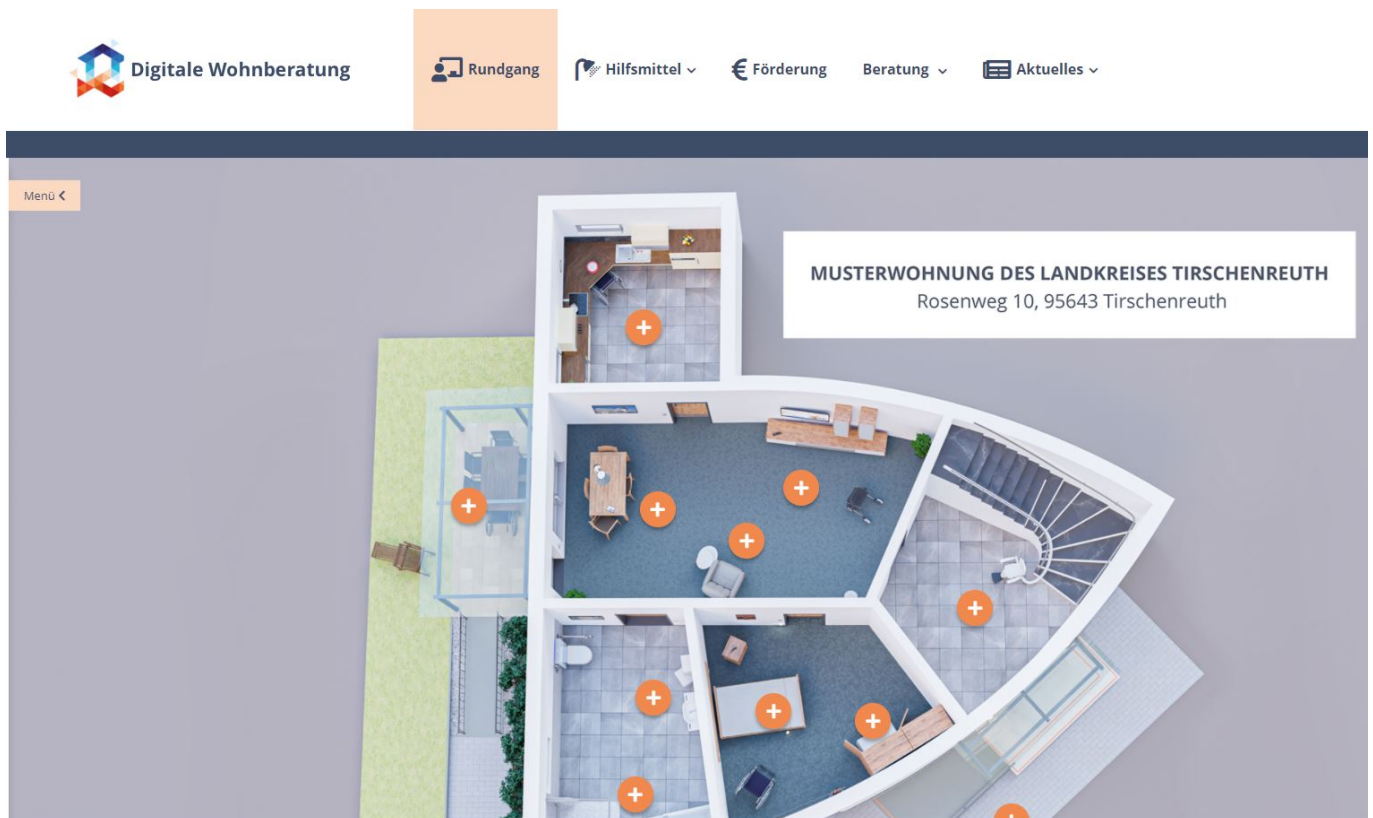 Digitale Wohnberatung
Rundgang
Hilfsmittel
Förderung
Beratung
Aktuelles
Menü
MUSTERWOHNUNG DES LANDKREISES TIRSCHENREUTH
Rosenweg 10, 95643 Tirschenreuth